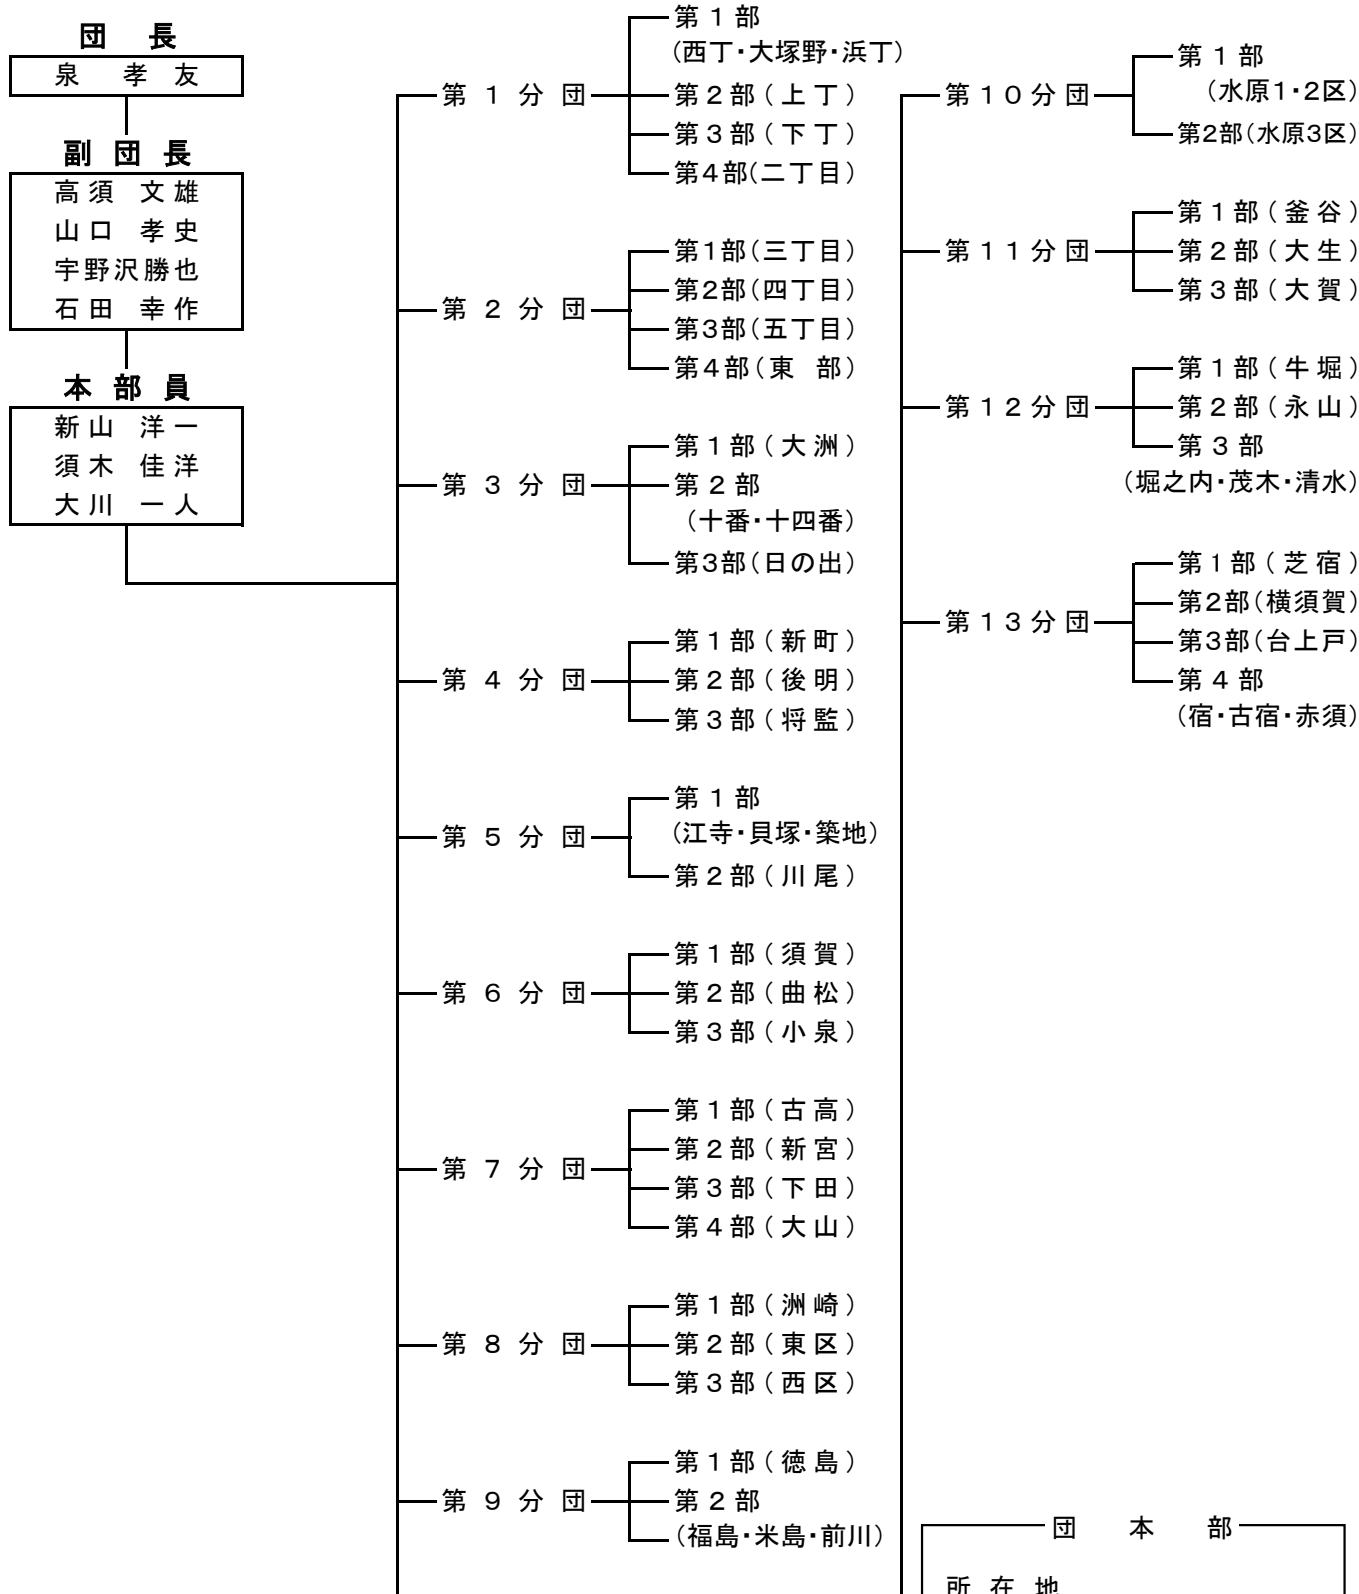 団 長
泉 孝 友
副 団 長
高 須 文 雄
山 口 孝 史
宇野沢勝也
石 田 幸 作
本 部 員
新 山 洋 一
須 木 佳 洋
大 川 一 人
第 1 分 団
第 1 部
(西丁・大塚野・浜丁)
第 2 部 ( 上 丁 )
第 3 部 ( 下 丁 )
第4部(二丁目)
第 2 分 団
第1部(三丁目)
第2部(四丁目)
第3部(五丁目)
第4部(東 部)
第 3 分 団
第 1 部 ( 大 洲 )
第 2 部
(十番・十四番)
第3部(日の出)
第 4 分 団
第 1 部 ( 新 町 )
第 2 部 ( 後 明 )
第 3 部 ( 将 監 )
第 5 分 団
第 1 部
(江寺・貝塚・築地)
第 2 部 ( 川 尾 )
第 6 分 団
第 1 部 ( 須 賀 )
第 2 部 ( 曲 松 )
第 3 部 ( 小 泉 )
第 7 分 団
第 1 部 ( 古 高 )
第 2 部 ( 新 宮 )
第 3 部 ( 下 田 )
第 4 部 ( 大 山 )
第 8 分 団
第 1 部 ( 洲 崎 )
第 2 部 ( 東 区 )
第 3 部 ( 西 区 )
第 9 分 団
第 1 部 ( 徳 島 )
第 2 部
(福島・米島・前川)
第 1 0 分 団
第 1 部
(水原1・2区)
第2部(水原3区)
第 1 1 分 団
第 1 部 ( 釜 谷 )
第 2 部 ( 大 生 )
第 3 部 ( 大 賀 )
第 1 2 分 団
第 1 部 ( 牛 堀 )
第 2 部 ( 永 山 )
第 3 部
(堀之内・茂木・清水)
第 1 3 分 団
第 1 部 ( 芝 宿 )
第2部(横須賀)
第3部(台上戸)
第 4 部
(宿・古宿・赤須)
団 本 部
所 在 地